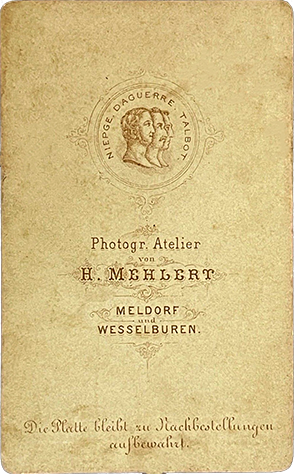 NIEPCE. DAGUERRE. TALBOT.
Photogr. Atelier
von
H. MEHLERT
MELDORF
und
WESSELBUREN.
Die Platte bleibt zu Nachbestellungen
aufbewahrt.